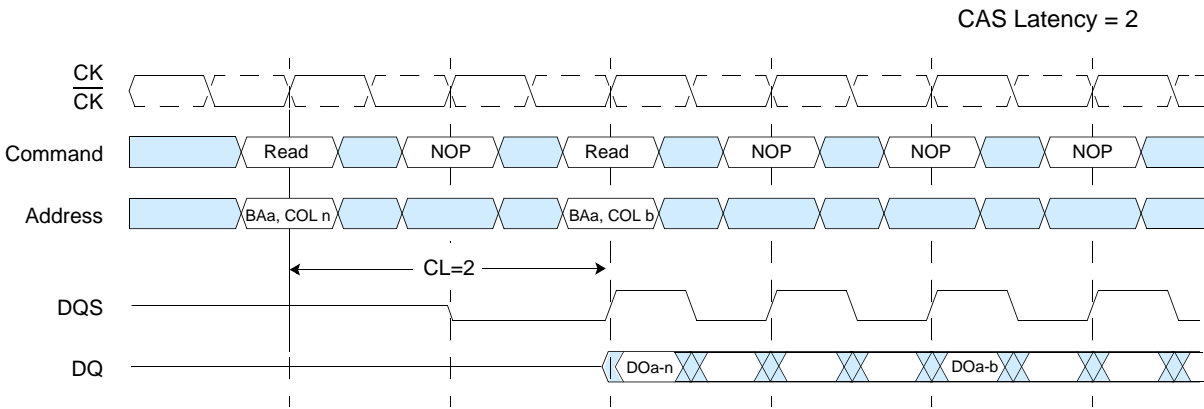 CAS Latency = 2
CK
CK
Command
Read
NOP
Read
NOP
NOP
NOP
Address
BAa, COL n
BAa, COL b
CL=2
DQS
DQ
DOa-n
DOa-b